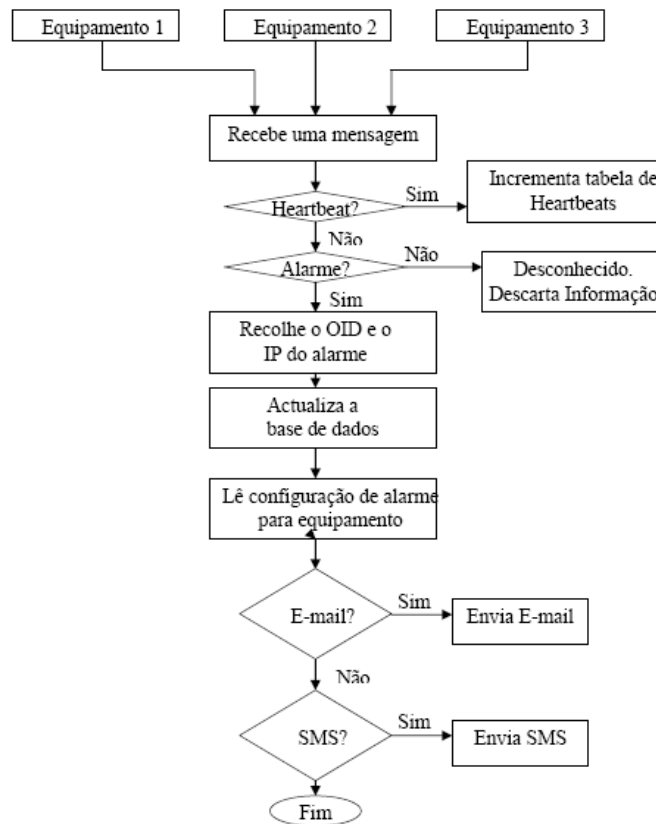 Equipamento 1
Equipamento 2
Equipamento 3
Recebe uma mensagem
Heartbeat?
Sim
Incrementa tabela de
Heartbeats
Não
Alarme?
Não
Desconhecido.
Descarta Informação
Sim
Recolhe o OID e o
IP do alarme
Actualiza a
base de dados
Lê configuração de alarme
para equipamento
E-mail?
Sim
Envia E-mail
Não
SMS?
Sim
Envia SMS
Fim